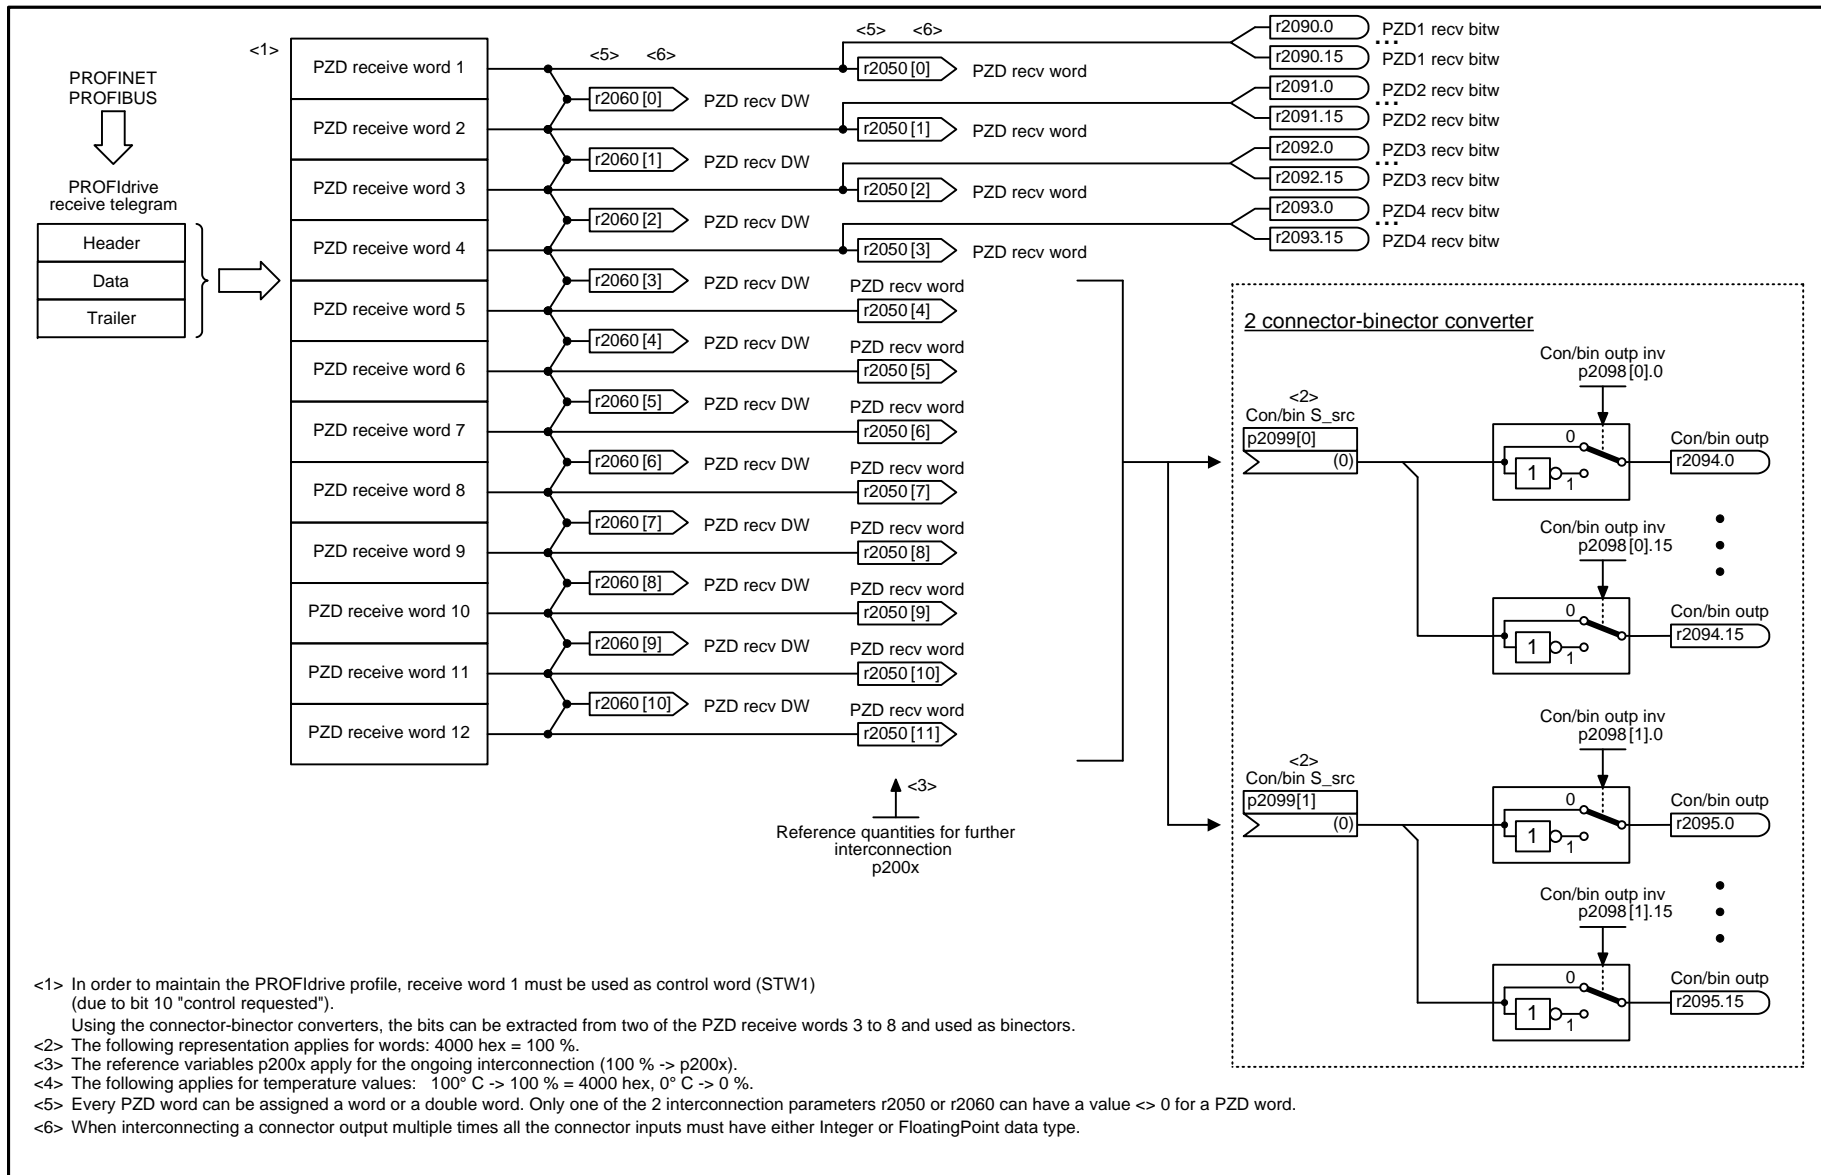 <1>
PROFINET
PROFIBUS
PROFIdrive
receive telegram
Header
Data
Trailer
PZD receive word 1
PZD receive word 2
PZD receive word 3
PZD receive word 4
PZD receive word 5
PZD receive word 6
PZD receive word 7
PZD receive word 8
PZD receive word 9
PZD receive word 10
PZD receive word 11
PZD receive word 12
<5> <6>
r2060 [0] PZD recv DW
r2060 [1] PZD recv DW
r2060 [2] PZD recv DW
r2060 [3] PZD recv DW
r2060 [4] PZD recv DW
r2060 [5] PZD recv DW
r2060 [6] PZD recv DW
r2060 [7] PZD recv DW
r2060 [8] PZD recv DW
r2060 [9] PZD recv DW
r2060 [10] PZD recv DW
<5> <6>
r2050 [0] PZD recv word
r2050 [1] PZD recv word
r2050 [2] PZD recv word
r2050 [3] PZD recv word
PZD recv word
r2050 [4]
PZD recv word
r2050 [5]
PZD recv word
r2050 [6]
PZD recv word
r2050 [7]
PZD recv word
r2050 [8]
PZD recv word
r2050 [9]
PZD recv word
r2050 [10]
PZD recv word
r2050 [11]
<3>
Reference quantities for further
interconnection
p200x
r2090.0 PZD1 recv bitw
...
r2090.15 PZD1 recv bitw
r2091.0 PZD2 recv bitw
...
r2091.15 PZD2 recv bitw
r2092.0 PZD3 recv bitw
...
r2092.15 PZD3 recv bitw
r2093.0 PZD4 recv bitw
...
r2093.15 PZD4 recv bitw
2 connector-binector converter
<2>
Con/bin S_src
p2099[0]
(0)
Con/bin outp inv
p2098 [0].0
0
1
1
Con/bin outp
r2094.0
Con/bin outp inv
p2098 [0].15
0
1
1
Con/bin outp
r2094.15
<2>
Con/bin S_src
p2099[1]
(0)
Con/bin outp inv
p2098 [1].0
0
1
1
Con/bin outp
r2095.0
Con/bin outp inv
p2098 [1].15
0
1
1
Con/bin outp
r2095.15
<1> In order to maintain the PROFIdrive profile, receive word 1 must be used as control word (STW1)
(due to bit 10 "control requested").
Using the connector-binector converters, the bits can be extracted from two of the PZD receive words 3 to 8 and used as binectors.
<2> The following representation applies for words: 4000 hex = 100 %.
<3> The reference variables p200x apply for the ongoing interconnection (100 % -> p200x).
<4> The following applies for temperature values: 100° C -> 100 % = 4000 hex, 0° C -> 0 %.
<5> Every PZD word can be assigned a word or a double word. Only one of the 2 interconnection parameters r2050 or r2060 can have a value <> 0 for a PZD word.
<6> When interconnecting a connector output multiple times all the connector inputs must have either Integer or FloatingPoint data type.